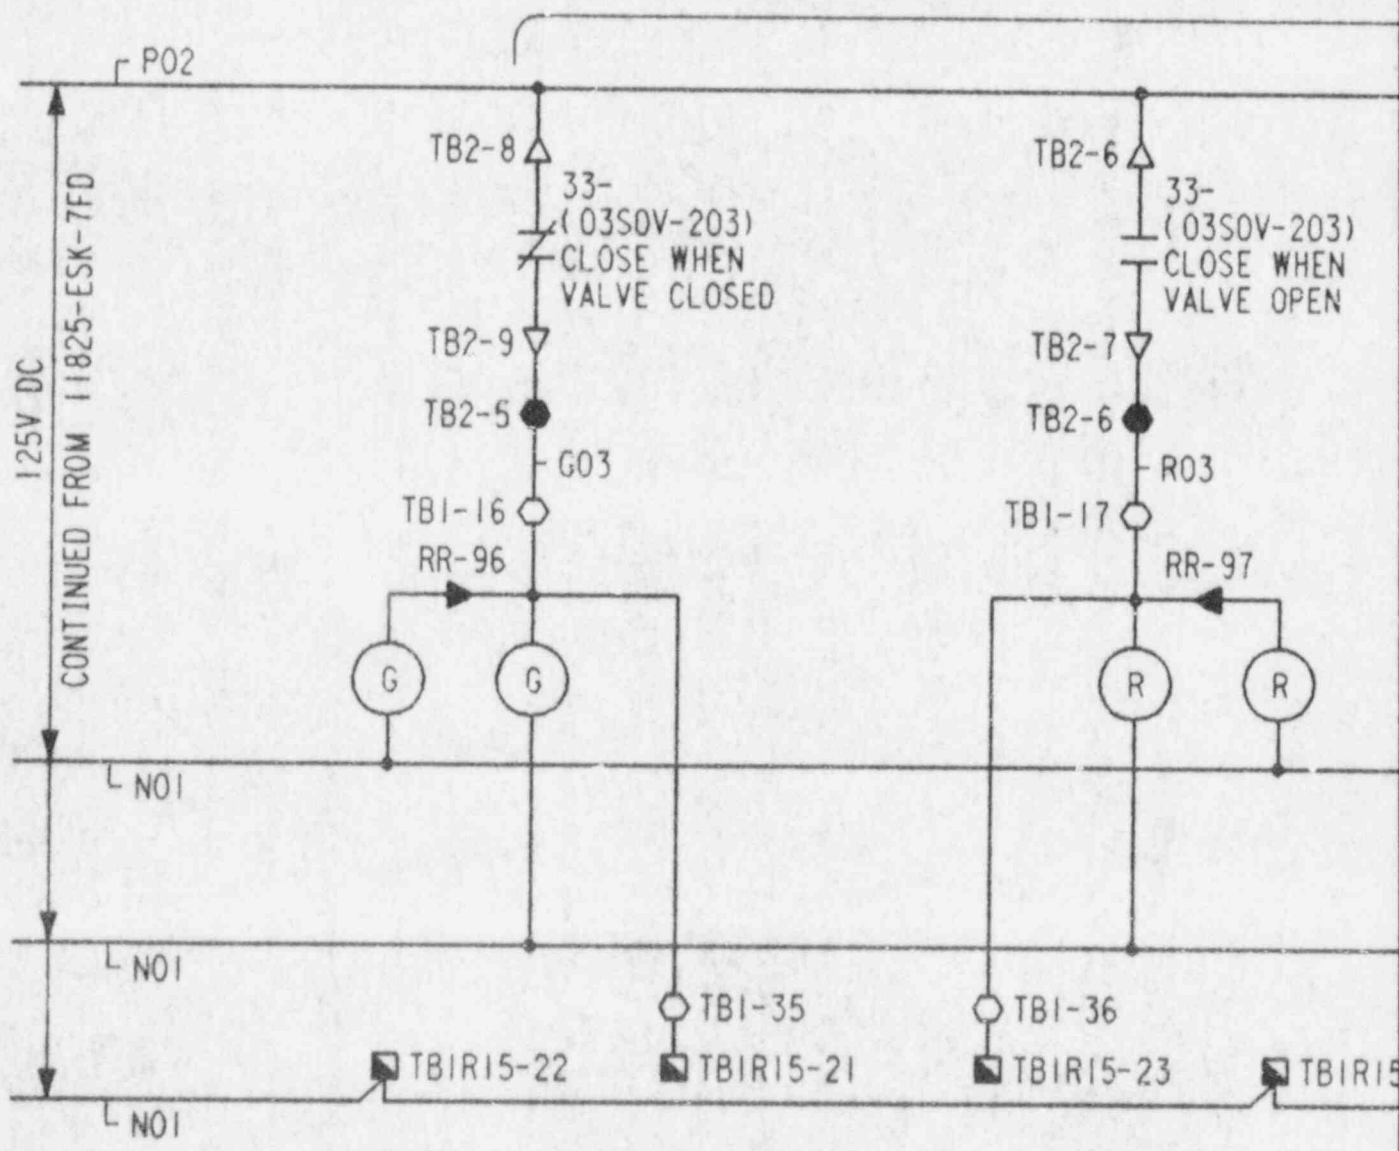 P02
TB2-8
33-
(03SOV-203)
CLOSE WHEN
VALVE CLOSED
TB2-6
33-
(03SOV-203)
CLOSE WHEN
VALVE OPEN
125V DC
CONTINUED FROM 11825-ESK-7FD
TB2-9
TB2-7
TB2-5
TB2-6
G03
R03
TB1-16
TB1-17
RR-96
RR-97
G
G
R
R
N01
N01
TB1-35
TB1-36
TB1R15-22
TB1R15-21
TB1R15-23
TB1R15
N01